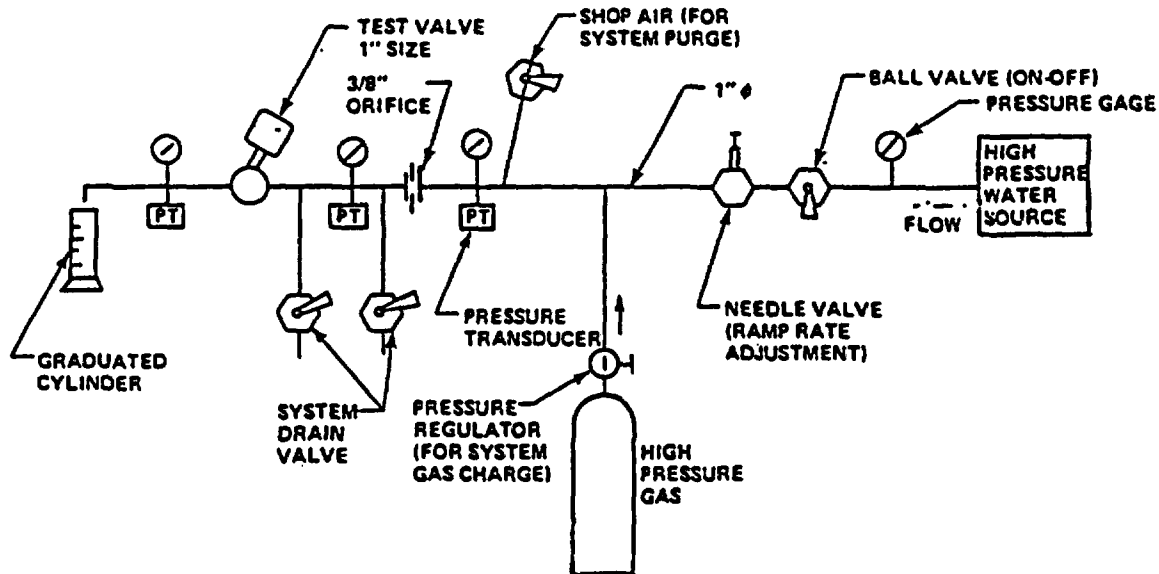 TEST VALVE
1" SIZE
3/8"
ORIFICE
SHOP AIR (FOR
SYSTEM PURGE)
1" ϕ
BALL VALVE (ON-OFF)
PRESSURE GAGE
HIGH
PRESSURE
WATER
SOURCE
FLOW
PT
PT
PT
GRADUATED
CYLINDER
SYSTEM
DRAIN
VALVE
PRESSURE
TRANSDUCER
PRESSURE
REGULATOR
(FOR SYSTEM
GAS CHARGE)
HIGH
PRESSURE
GAS
NEEDLE VALVE
(RAMP RATE
ADJUSTMENT)